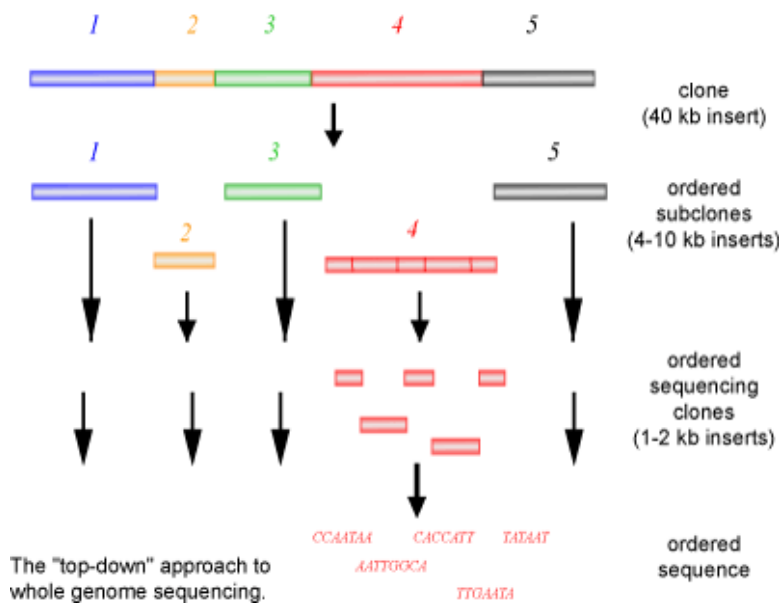 1 2 3 4 5
clone
(40 kb insert)
1 3 5
ordered
subclones
(4-10 kb inserts)
2 4
ordered
sequencing
clones
(1-2 kb inserts)
CCAATAA CACCATT TATAAT
AATTGGCA
TTGAATA
ordered
sequence
The "top-down" approach to
whole genome sequencing.